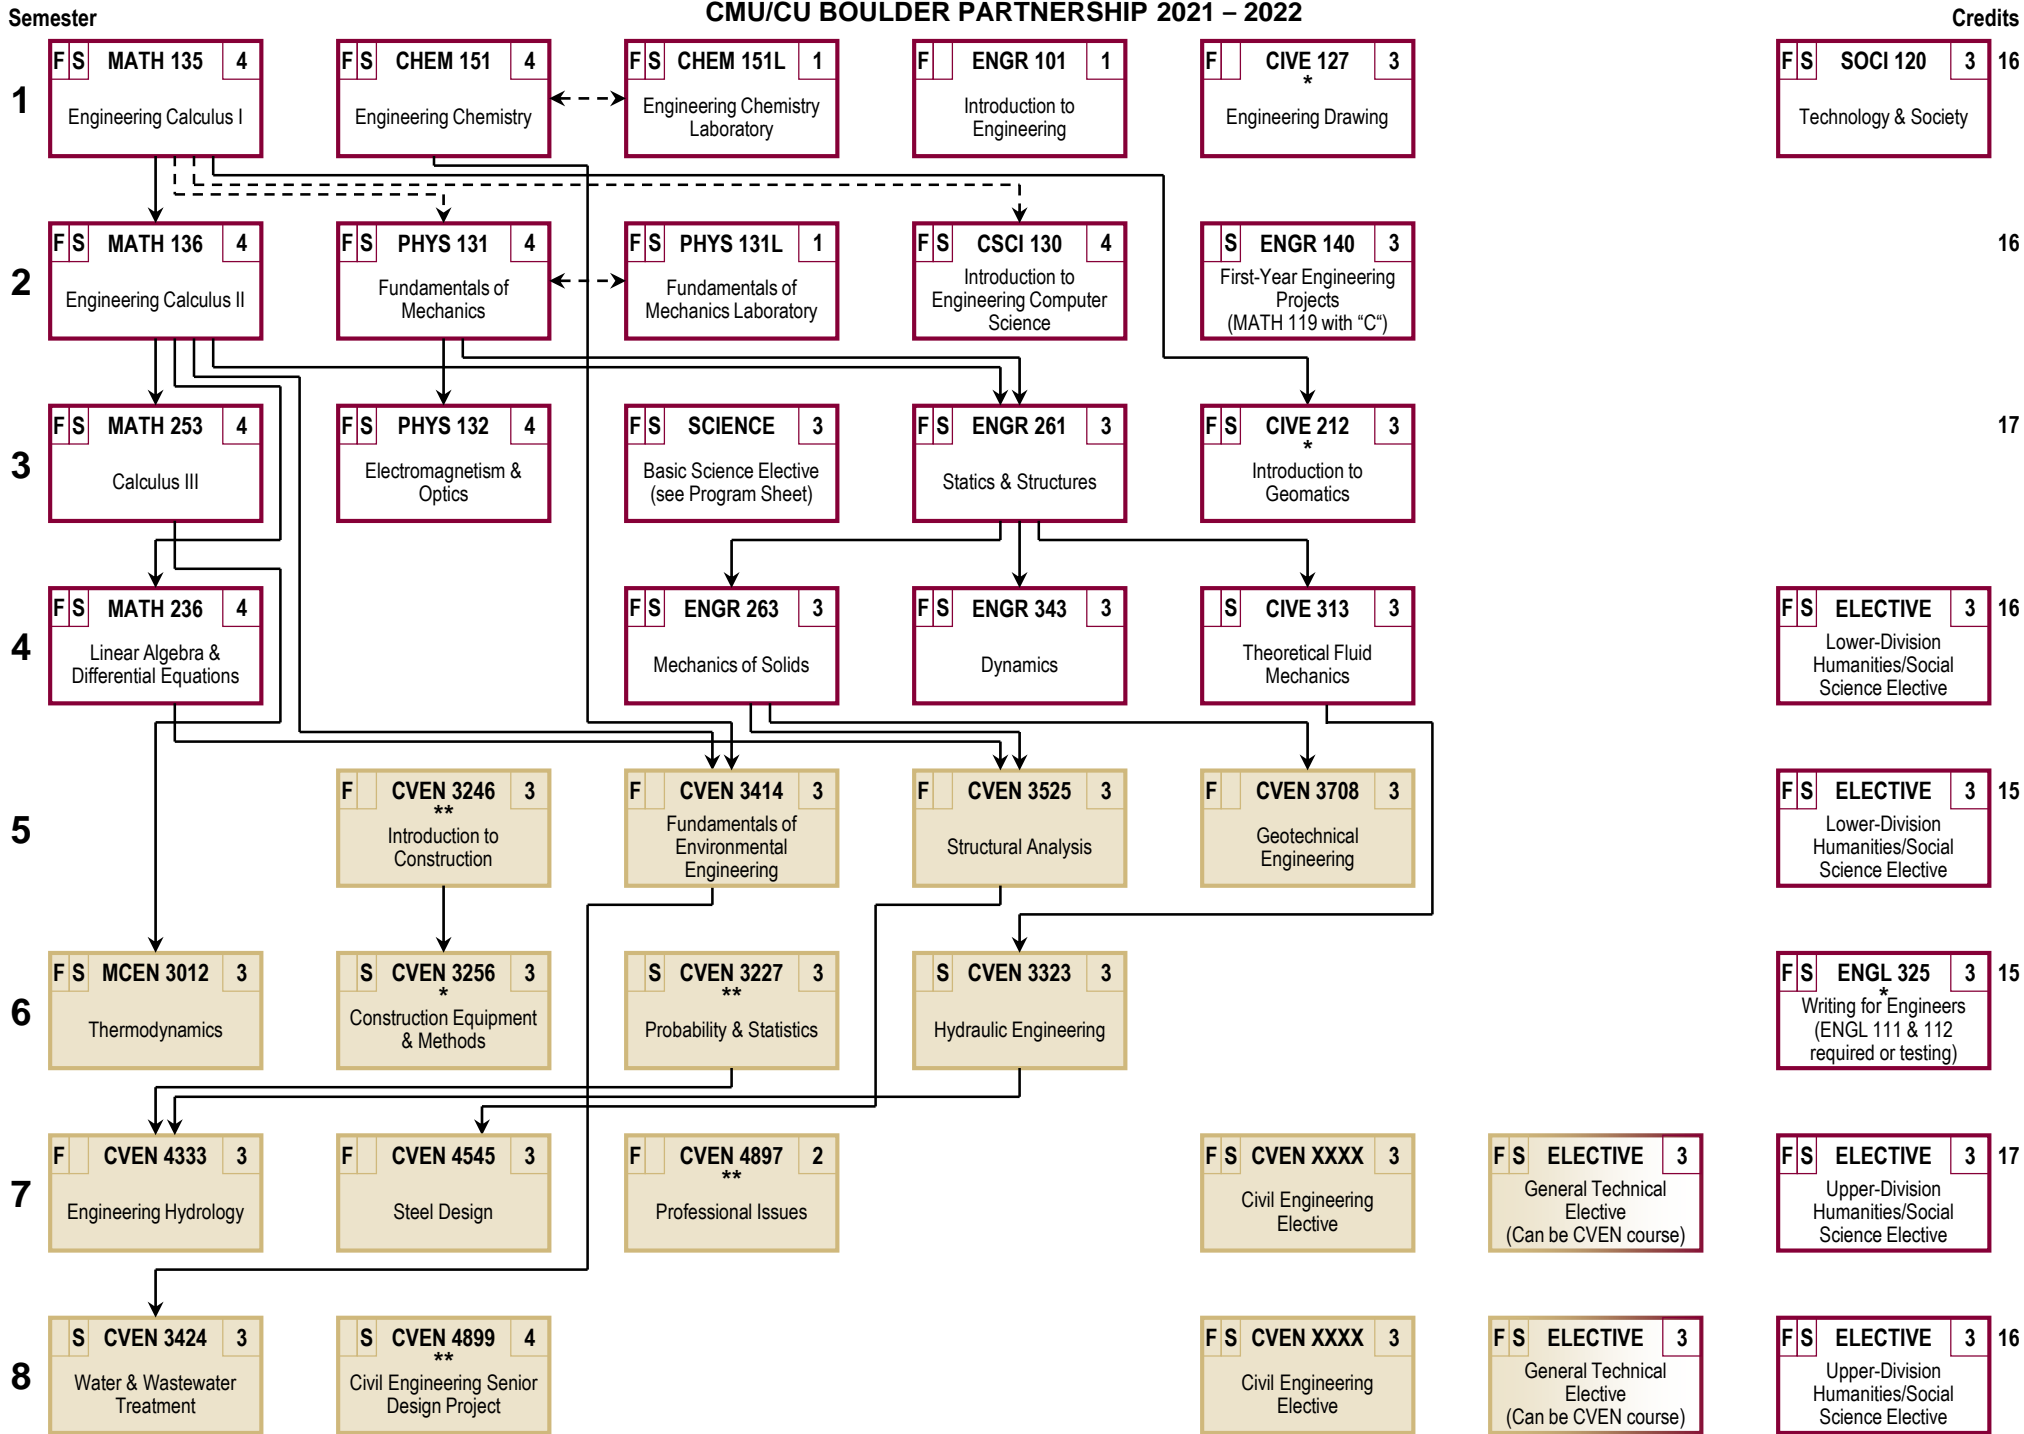 CMU/CU BOULDER PARTNERSHIP 2021 – 2022
Semester
Credits
1
F S MATH 135 4
Engineering Calculus I
F S CHEM 151 4
Engineering Chemistry
F S CHEM 151L 1
Engineering Chemistry
Laboratory
F ENGR 101 1
Introduction to
Engineering
F CIVE 127 3
*
Engineering Drawing
F S SOCI 120 3
Technology & Society
16
2
F S MATH 136 4
Engineering Calculus II
F S PHYS 131 4
Fundamentals of
Mechanics
F S PHYS 131L 1
Fundamentals of
Mechanics Laboratory
F S CSCI 130 4
Introduction to
Engineering Computer
Science
S ENGR 140 3
First-Year Engineering
Projects
(MATH 119 with “C“)
16
3
F S MATH 253 4
Calculus III
F S PHYS 132 4
Electromagnetism &
Optics
F S SCIENCE 3
Basic Science Elective
(see Program Sheet)
F S ENGR 261 3
Statics & Structures
F S CIVE 212 3
*
Introduction to
Geomatics
17
4
F S MATH 236 4
Linear Algebra &
Differential Equations
F S ENGR 263 3
Mechanics of Solids
F S ENGR 343 3
Dynamics
S CIVE 313 3
Theoretical Fluid
Mechanics
F S ELECTIVE 3
Lower-Division
Humanities/Social
Science Elective
16
5
F CVEN 3246 3
**
Introduction to
Construction
F CVEN 3414 3
Fundamentals of
Environmental
Engineering
F CVEN 3525 3
Structural Analysis
F CVEN 3708 3
Geotechnical
Engineering
F S ELECTIVE 3
Lower-Division
Humanities/Social
Science Elective
15
6
F S MCEN 3012 3
Thermodynamics
S CVEN 3256 3
*
Construction Equipment
& Methods
S CVEN 3227 3
**
Probability & Statistics
S CVEN 3323 3
Hydraulic Engineering
F S ENGL 325 3
*
Writing for Engineers
(ENGL 111 & 112
required or testing)
15
7
F CVEN 4333 3
Engineering Hydrology
F CVEN 4545 3
Steel Design
F CVEN 4897 2
**
Professional Issues
F S CVEN XXXX 3
Civil Engineering
Elective
F S ELECTIVE 3
General Technical
Elective
(Can be CVEN course)
F S ELECTIVE 3
Upper-Division
Humanities/Social
Science Elective
17
8
S CVEN 3424 3
Water & Wastewater
Treatment
S CVEN 4899 4
**
Civil Engineering Senior
Design Project
F S CVEN XXXX 3
Civil Engineering
Elective
F S ELECTIVE 3
General Technical
Elective
(Can be CVEN course)
F S ELECTIVE 3
Upper-Division
Humanities/Social
Science Elective
16